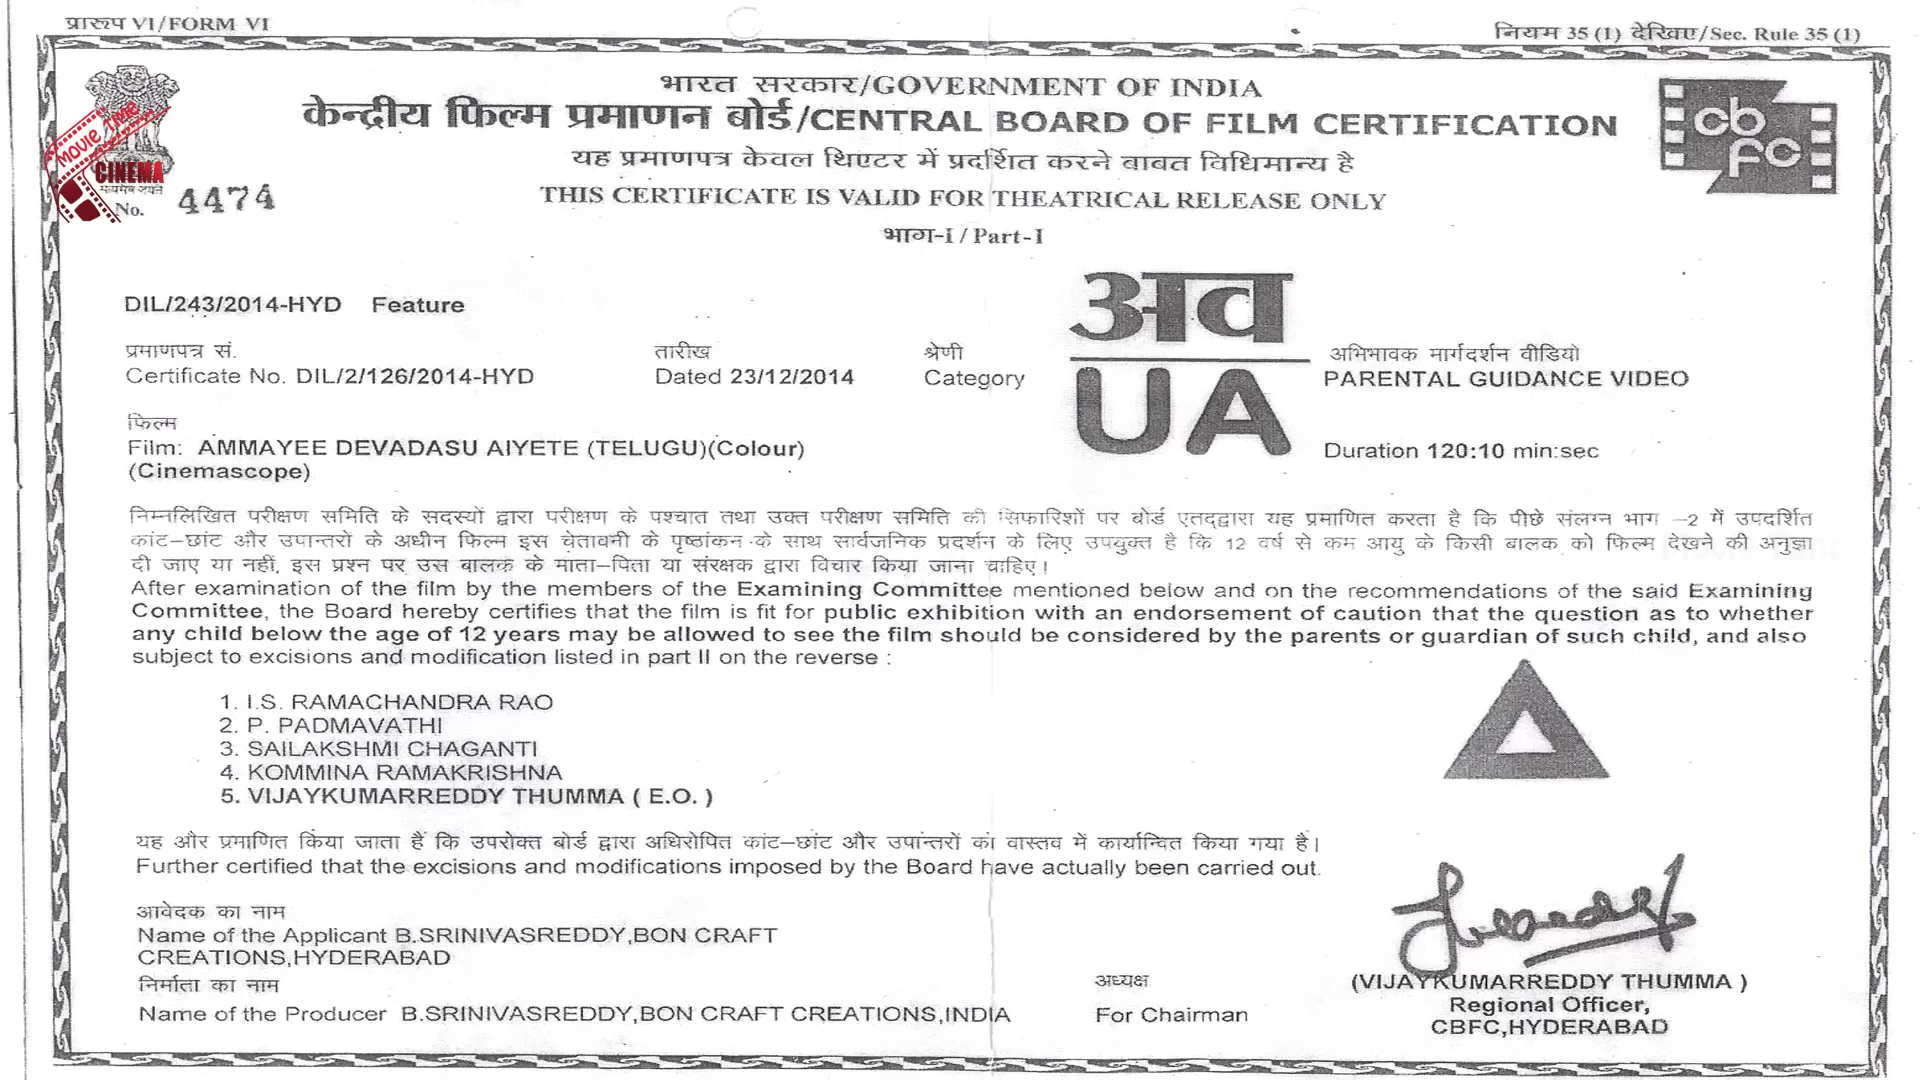 प्रारूप VI/FORM VI
नियम 35 (1) देखिए/Sec. Rule 35 (1)
भारत सरकार/GOVERNMENT OF INDIA
केन्द्रीय फिल्म प्रमाणन बोर्ड/CENTRAL BOARD OF FILM CERTIFICATION
cbfc
यह प्रमाणपत्र केवल थिएटर में प्रदर्शित करने बाबत विधिमान्य है
MOVIE TIME
CINEMA
सत्यमेव जयते
No. 4474
THIS CERTIFICATE IS VALID FOR THEATRICAL RELEASE ONLY
भाग-I / Part-I
DIL/243/2014-HYD Feature
अव
UA
प्रमाणपत्र सं. तारीख श्रेणी अभिभावक मार्गदर्शन वीडियो
Certificate No. DIL/2/126/2014-HYD Dated 23/12/2014 Category PARENTAL GUIDANCE VIDEO
फिल्म
Film: AMMAYEE DEVADASU AIYETE (TELUGU)(Colour) Duration 120:10 min:sec
(Cinemascope)
निम्नलिखित परीक्षण समिति के सदस्यों द्वारा परीक्षण के पश्चात तथा उक्त परीक्षण समिति की सिफारिशों पर बोर्ड एतद्द्वारा यह प्रमाणित करता है कि पीछे संलग्न भाग -2 में उपदर्शित
कांट-छांट और उपान्तरों के अधीन फिल्म इस चेतावनी के पृष्ठांकन के साथ सार्वजनिक प्रदर्शन के लिए उपयुक्त है कि 12 वर्ष से कम आयु के किसी बालक को फिल्म देखने की अनुज्ञा
दी जाए या नहीं, इस प्रश्न पर उस बालक के माता-पिता या संरक्षक द्वारा विचार किया जाना चाहिए।
After examination of the film by the members of the Examining Committee mentioned below and on the recommendations of the said Examining
Committee, the Board hereby certifies that the film is fit for public exhibition with an endorsement of caution that the question as to whether
any child below the age of 12 years may be allowed to see the film should be considered by the parents or guardian of such child, and also
subject to excisions and modification listed in part II on the reverse :
1. I.S. RAMACHANDRA RAO
2. P. PADMAVATHI
3. SAILAKSHMI CHAGANTI
4. KOMMINA RAMAKRISHNA
5. VIJAYKUMARREDDY THUMMA ( E.O. )
यह और प्रमाणित किया जाता है कि उपरोक्त बोर्ड द्वारा अधिरोपित कांट-छांट और उपांतरों का वास्तव में कार्यान्वित किया गया है।
Further certified that the excisions and modifications imposed by the Board have actually been carried out.
आवेदक का नाम
Name of the Applicant B.SRINIVASREDDY,BON CRAFT
CREATIONS,HYDERABAD
निर्माता का नाम अध्यक्ष (VIJAYKUMARREDDY THUMMA )
Name of the Producer B.SRINIVASREDDY,BON CRAFT CREATIONS,INDIA For Chairman Regional Officer,
CBFC,HYDERABAD